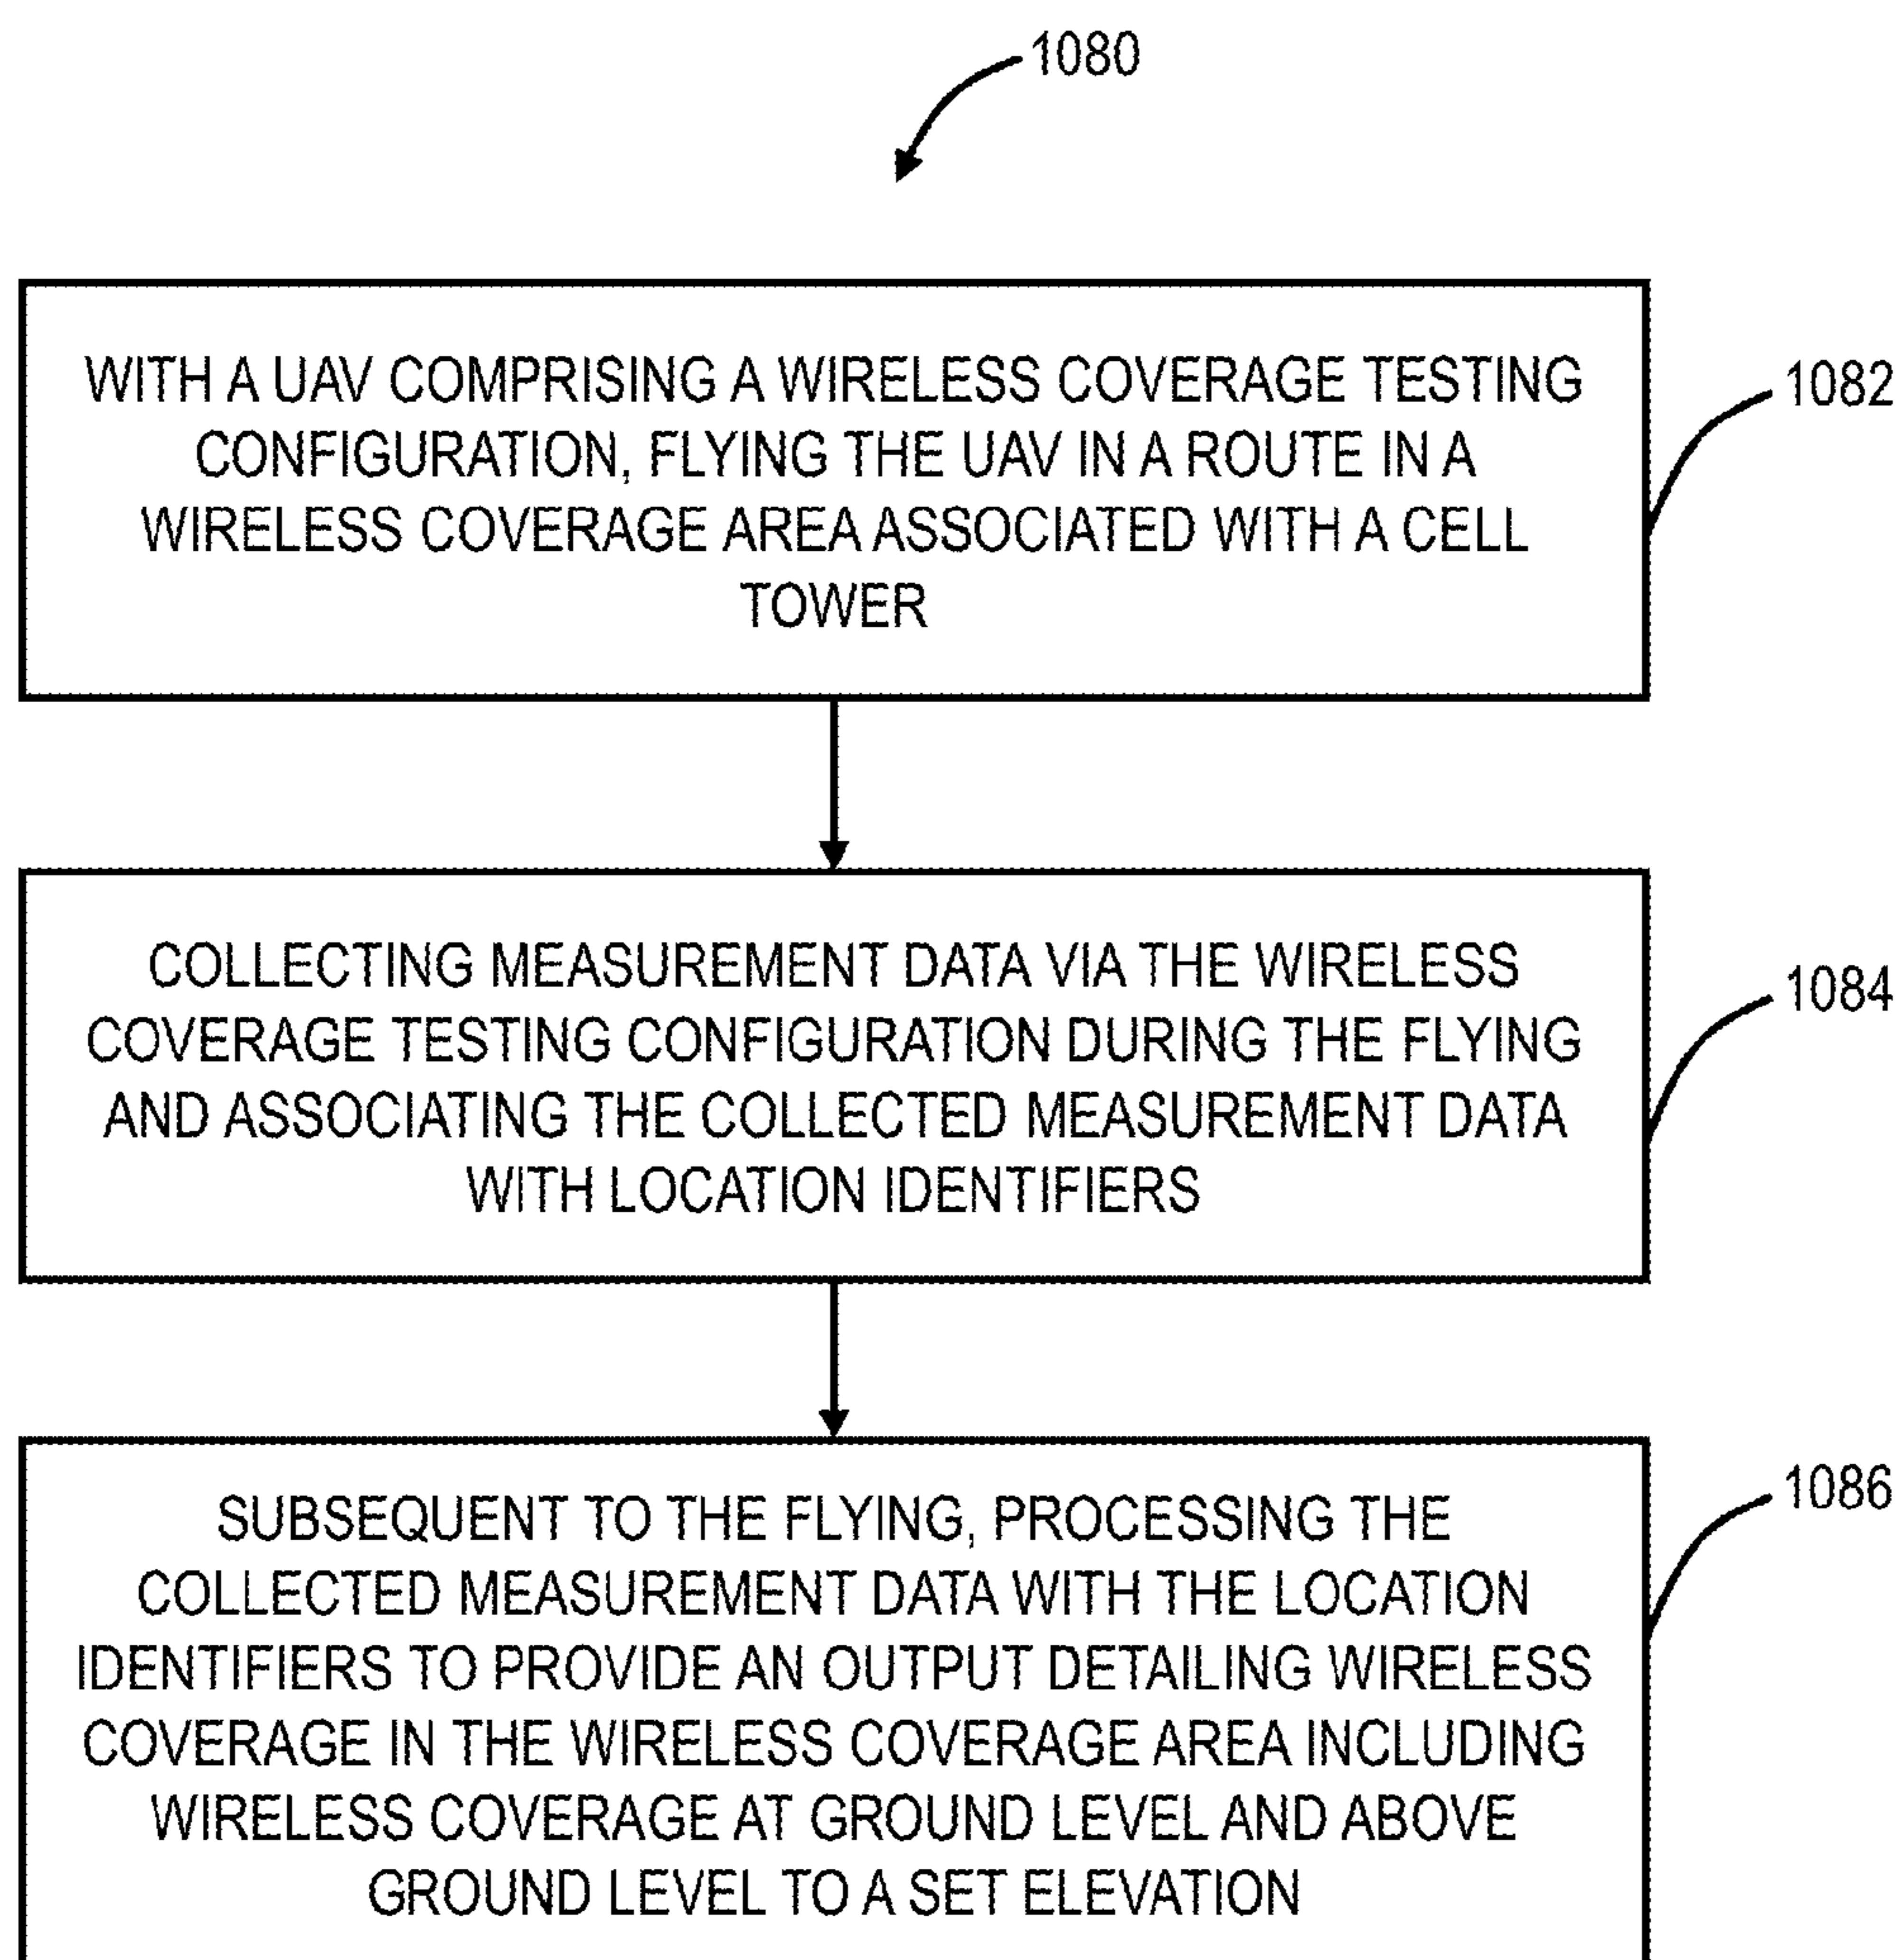 1080
WITH A UAV COMPRISING A WIRELESS COVERAGE TESTING
CONFIGURATION, FLYING THE UAV IN A ROUTE IN A
WIRELESS COVERAGE AREA ASSOCIATED WITH A CELL
TOWER
1082
COLLECTING MEASUREMENT DATA VIA THE WIRELESS
COVERAGE TESTING CONFIGURATION DURING THE FLYING
AND ASSOCIATING THE COLLECTED MEASUREMENT DATA
WITH LOCATION IDENTIFIERS
1084
SUBSEQUENT TO THE FLYING, PROCESSING THE
COLLECTED MEASUREMENT DATA WITH THE LOCATION
IDENTIFIERS TO PROVIDE AN OUTPUT DETAILING WIRELESS
COVERAGE IN THE WIRELESS COVERAGE AREA INCLUDING
WIRELESS COVERAGE AT GROUND LEVEL AND ABOVE
GROUND LEVEL TO A SET ELEVATION
1086